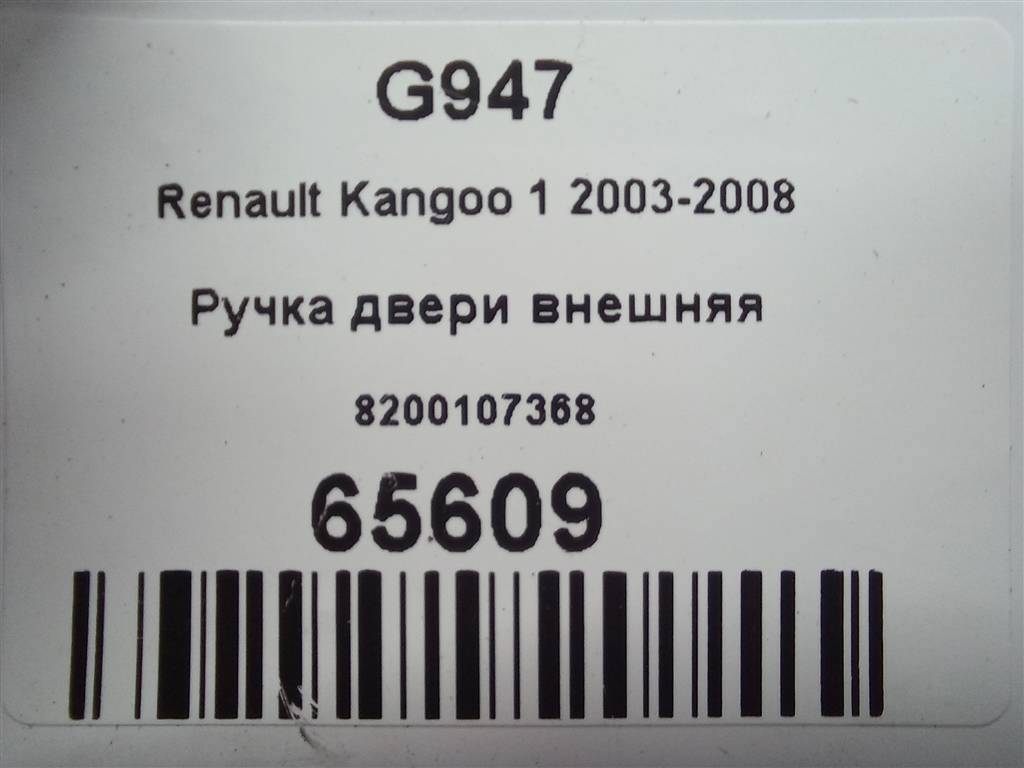 G947
Renault Kangoo 1 2003-2008
Ручка двери внешняя
8200107368
65609